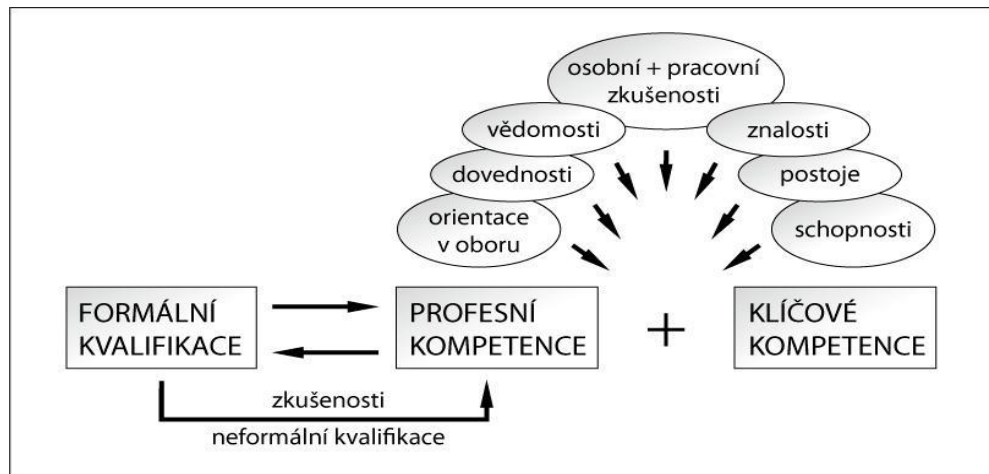 osobní + pracovní
zkušenosti
vědomosti
znalosti
dovednosti
postoje
orientace
v oboru
schopnosti
FORMÁLNÍ
KVALIFIKACE
PROFESNÍ
KOMPETENCE
+
KLÍČOVÉ
KOMPETENCE
zkušenosti
neformální kvalifikace